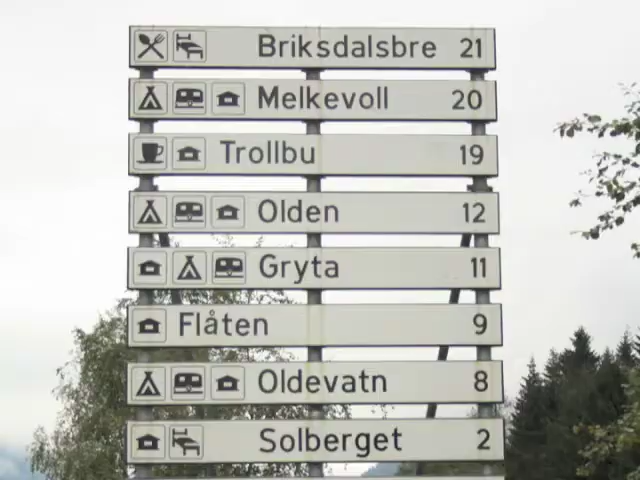 Briksdalsbre 21
Melkevoll 20
Trollbu 19
Olden 12
Gryta 11
Flåten 9
Oldevatn 8
Solberget 2